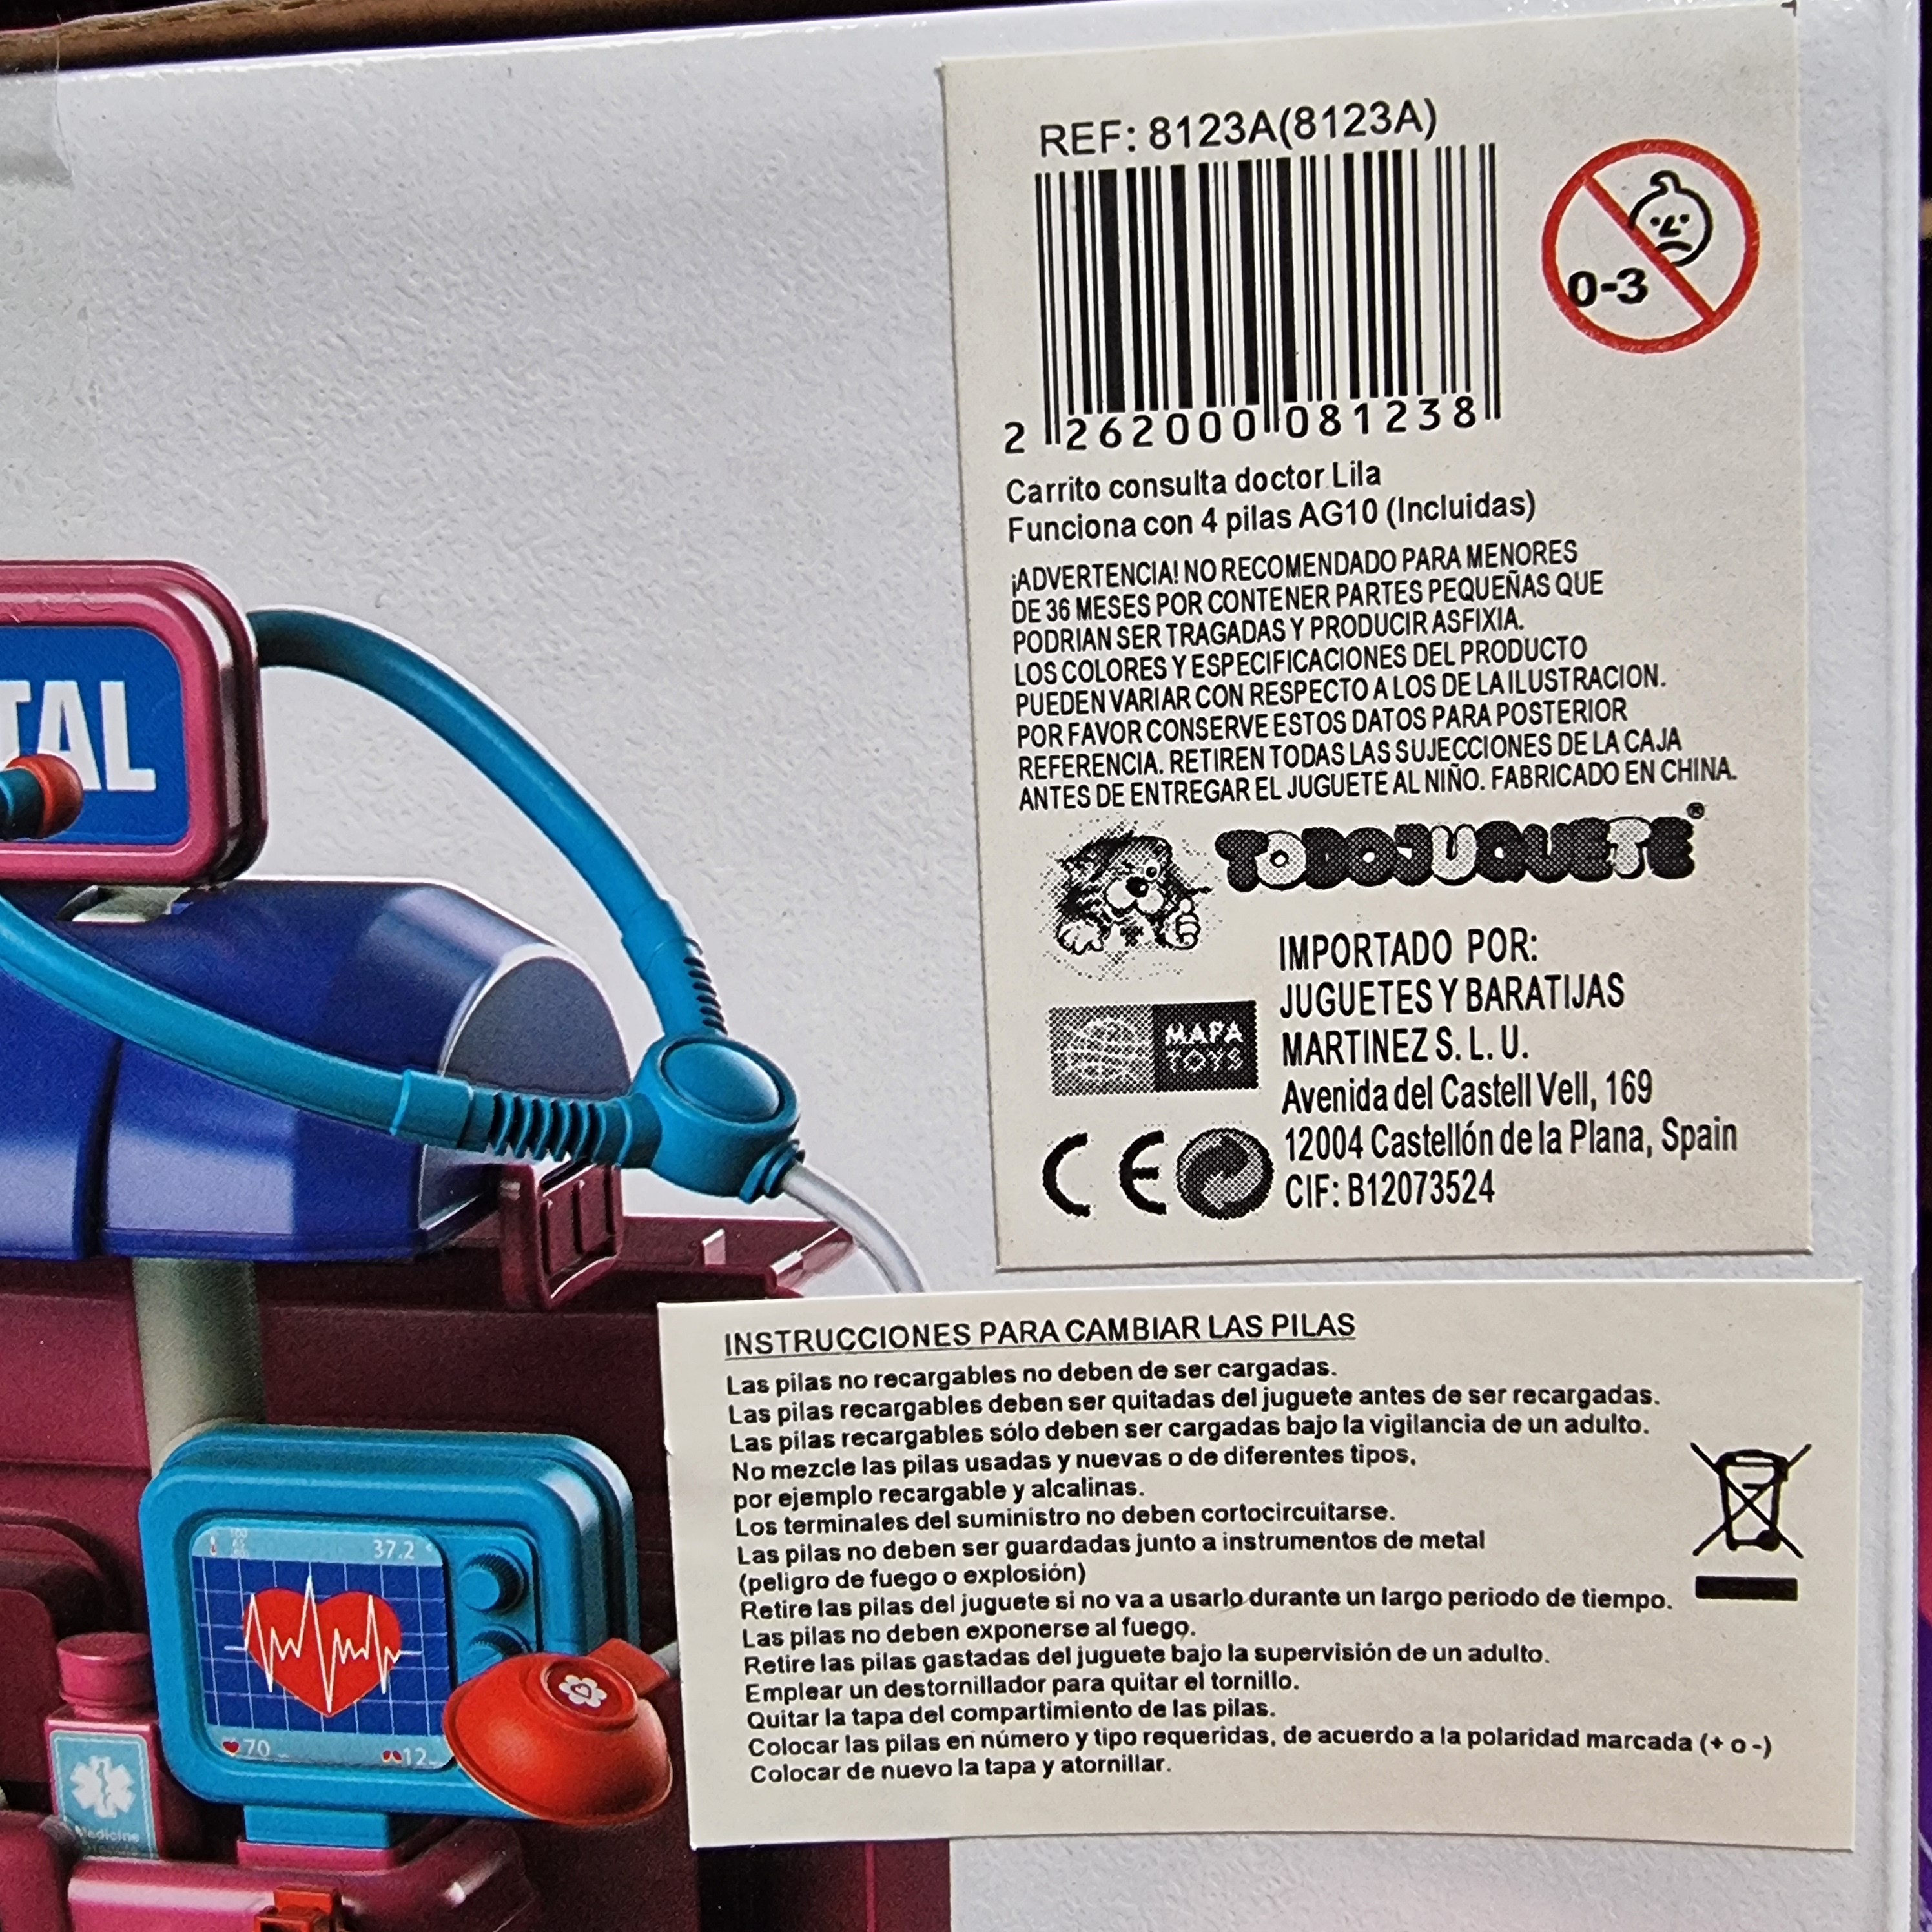 REF: 8123A(8123A)
0-3
2 262000 081238
Carrito consulta doctor Lila
Funciona con 4 pilas AG10 (Incluidas)
¡ADVERTENCIA! NO RECOMENDADO PARA MENORES
DE 36 MESES POR CONTENER PARTES PEQUEÑAS QUE
PODRIAN SER TRAGADAS Y PRODUCIR ASFIXIA.
LOS COLORES Y ESPECIFICACIONES DEL PRODUCTO
PUEDEN VARIAR CON RESPECTO A LOS DE LA ILUSTRACION.
POR FAVOR CONSERVE ESTOS DATOS PARA POSTERIOR
REFERENCIA. RETIREN TODAS LAS SUJECCIONES DE LA CAJA
ANTES DE ENTREGAR EL JUGUETE AL NIÑO. FABRICADO EN CHINA.
TODOJUGUETE®
IMPORTADO POR:
JUGUETES Y BARATIJAS
MARTINEZ S. L. U.
Avenida del Castell Vell, 169
12004 Castellón de la Plana, Spain
CIF: B12073524
MAPA
TOYS
CE
TAL
INSTRUCCIONES PARA CAMBIAR LAS PILAS
Las pilas no recargables no deben de ser cargadas.
Las pilas recargables deben ser quitadas del juguete antes de ser recargadas.
Las pilas recargables sólo deben ser cargadas bajo la vigilancia de un adulto.
No mezcle las pilas usadas y nuevas o de diferentes tipos,
por ejemplo recargable y alcalinas.
Los terminales del suministro no deben cortocircuitarse.
Las pilas no deben ser guardadas junto a instrumentos de metal
(peligro de fuego o explosión)
Retire las pilas del juguete si no va a usarlo durante un largo periodo de tiempo.
Las pilas no deben exponerse al fuego.
Retire las pilas gastadas del juguete bajo la supervisión de un adulto.
Emplear un destornillador para quitar el tornillo.
Quitar la tapa del compartimiento de las pilas.
Colocar las pilas en número y tipo requeridas, de acuerdo a la polaridad marcada (+ o -)
Colocar de nuevo la tapa y atornillar.
37.2
70
12
Medicine